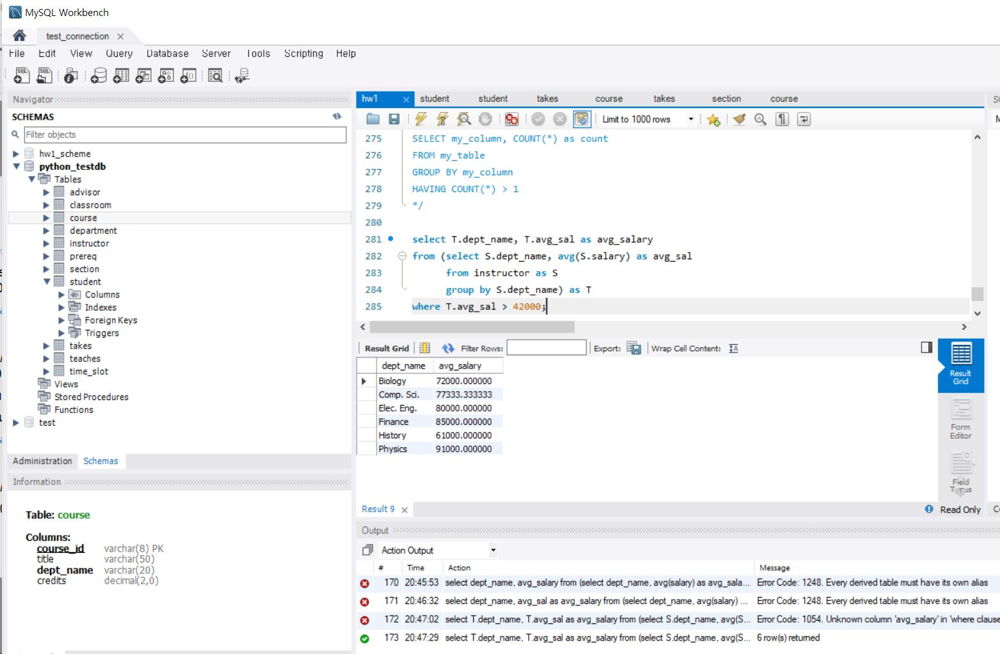 MySQL Workbench
test_connection
File Edit View Query Database Server Tools Scripting Help
Navigator
SCHEMAS
Filter objects
hw1_scheme
python_testdb
Tables
advisor
classroom
course
department
instructor
prereq
section
student
Columns
Indexes
Foreign Keys
Triggers
takes
teaches
time_slot
Views
Stored Procedures
Functions
test
Administration Schemas
Information
Table: course
Columns:
course_id varchar(8) PK
title varchar(50)
dept_name varchar(20)
credits decimal(2,0)
hw1 student student takes course takes section course
Limit to 1000 rows
275 SELECT my_column, COUNT(*) as count
276 FROM my_table
277 GROUP BY my_column
278 HAVING COUNT(*) > 1
279 */
280
281 select T.dept_name, T.avg_sal as avg_salary
282 from (select S.dept_name, avg(S.salary) as avg_sal
283 from instructor as S
284 group by S.dept_name) as T
285 where T.avg_sal > 42000;
Result Grid Filter Rows: Export: Wrap Cell Content:
dept_name avg_salary
Biology 72000.000000
Comp. Sci. 77333.333333
Elec. Eng. 80000.000000
Finance 85000.000000
History 61000.000000
Physics 91000.000000
Result
Grid
Form
Editor
Field
Types
Result 9 Read Only
Output
Action Output
# Time Action Message
170 20:45:53 select dept_name, avg_salary from (select dept_name, avg(salary) as avg_sala... Error Code: 1248. Every derived table must have its own alias
171 20:46:32 select dept_name, avg_sal as avg_salary from (select dept_name, avg(salary) ... Error Code: 1248. Every derived table must have its own alias
172 20:47:02 select T.dept_name, T.avg_sal as avg_salary from (select S.dept_name, avg(S... Error Code: 1054. Unknown column 'avg_salary' in 'where clause
173 20:47:29 select T.dept_name, T.avg_sal as avg_salary from (select S.dept_name, avg(S... 6 row(s) returned